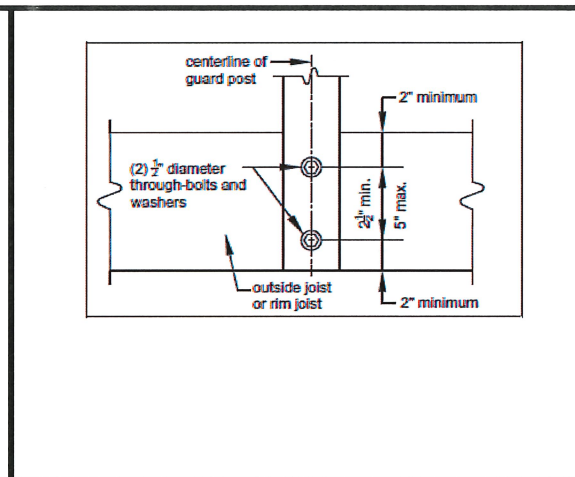 centerline of
guard post
2" minimum
(2) 1/2" diameter
through-bolts and
washers
2 1/2" min.
5" max.
outside joist
or rim joist
2" minimum